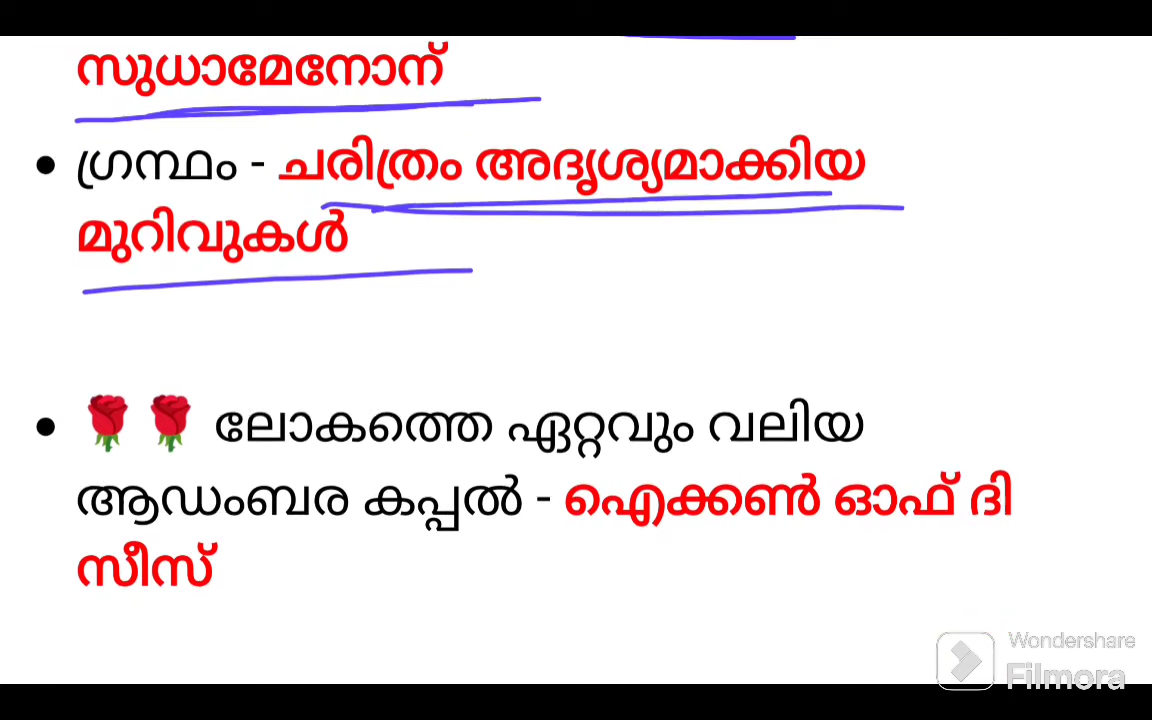 സുധാമേനോന്
ഗ്രന്ഥം - ചരിത്രം അദൃശ്യമാക്കിയ
മുറിവുകൾ
ലോകത്തെ ഏറ്റവും വലിയ
ആഡംബര കപ്പൽ - ഐക്കൺ ഓഫ് ദി
സീസ്
Wondershare
Filmora